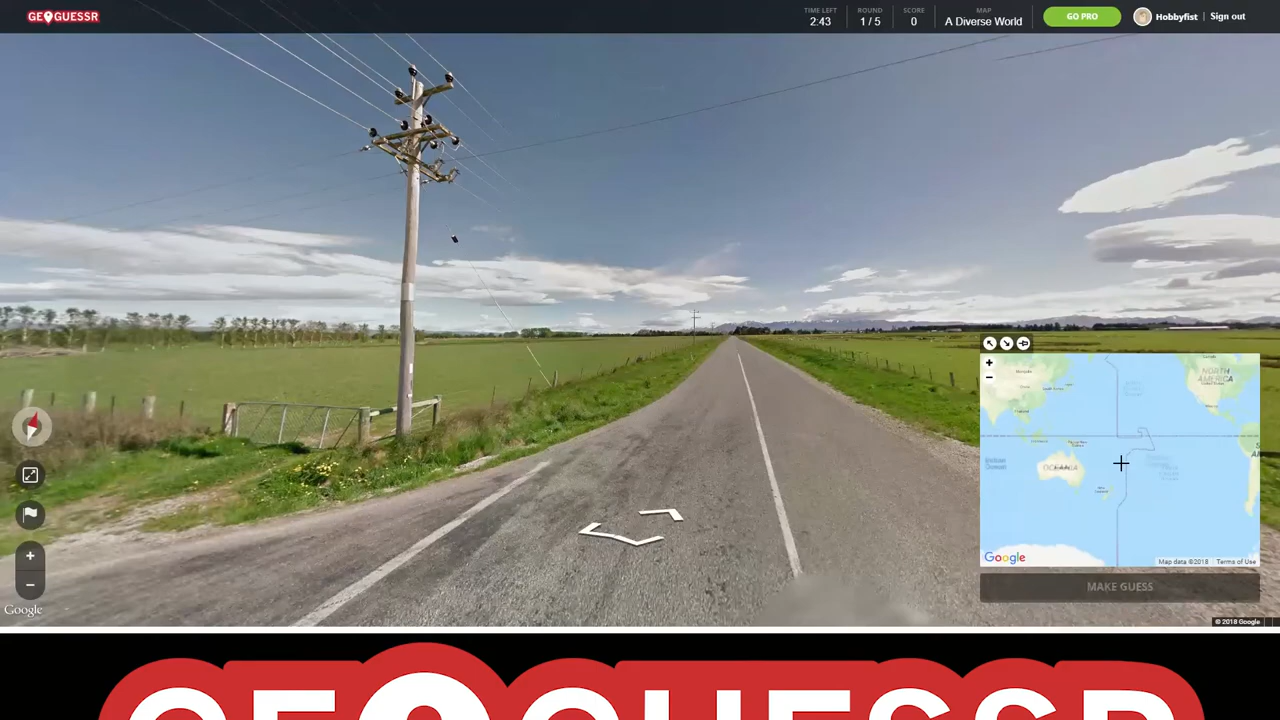 GEOGUESSR
TIME LEFT
2:43
ROUND
1 / 5
SCORE
0
MAP
A Diverse World
GO PRO
Hobbyfist
Sign out
NORTH
AMERICA
OCEANIA
Google
Map data ©2018
Terms of Use
MAKE GUESS
Google
© 2018 Google
GEOGUESSR